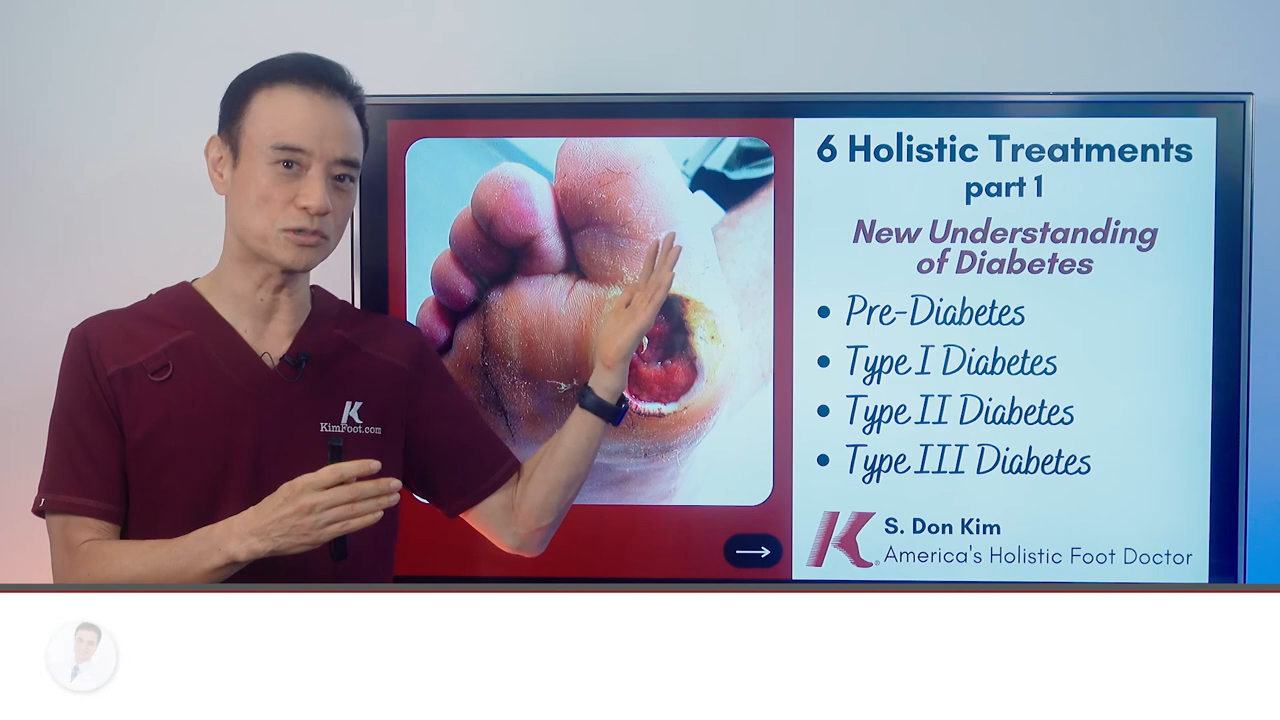 K
KimFoot.com
6 Holistic Treatments
part 1
New Understanding
of Diabetes
• Pre-Diabetes
• Type I Diabetes
• Type II Diabetes
• Type III Diabetes
K®
S. Don Kim
America's Holistic Foot Doctor